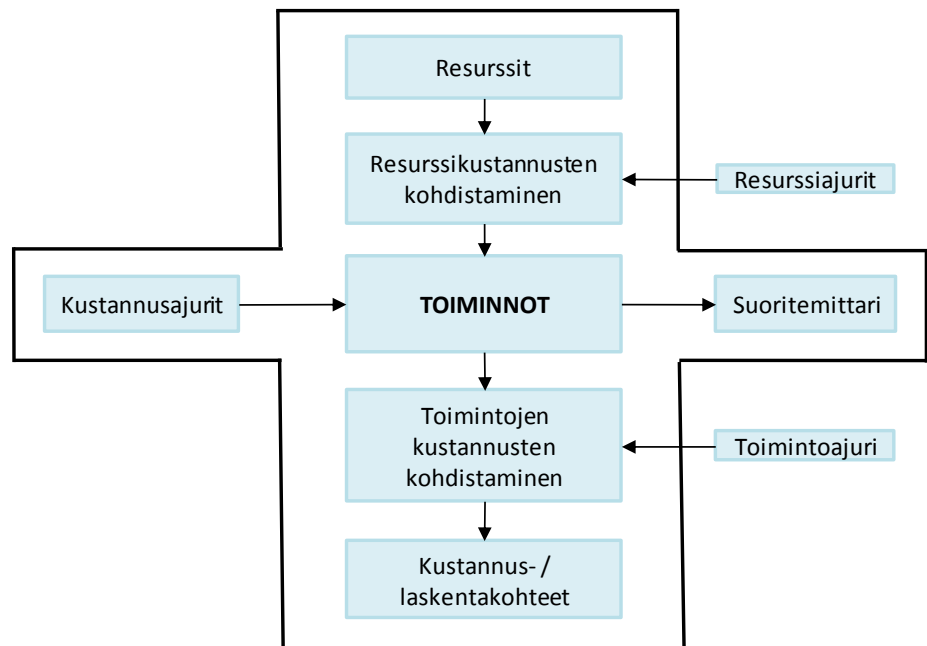 Resurssit
Resurssikustannusten
kohdistaminen
Resurssiajurit
Kustannusajurit
TOIMINNOT
Suoritemittari
Toimintojen
kustannusten
kohdistaminen
Toimintoajuri
Kustannus- /
laskentakohteet